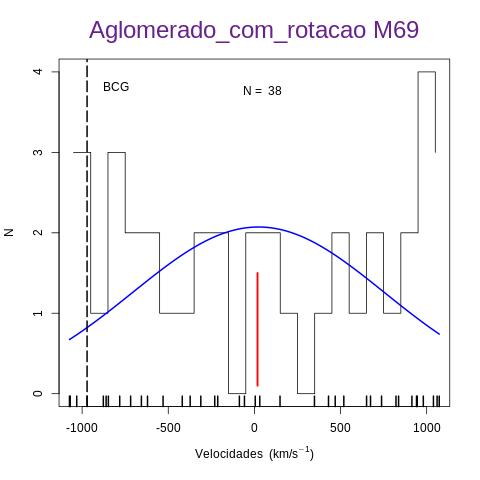 Aglomerado_com_rotacao M69
BCG
N = 38
4
3
2
1
0
N
-1000 -500 0 500 1000
Velocidades (km/s⁻¹)